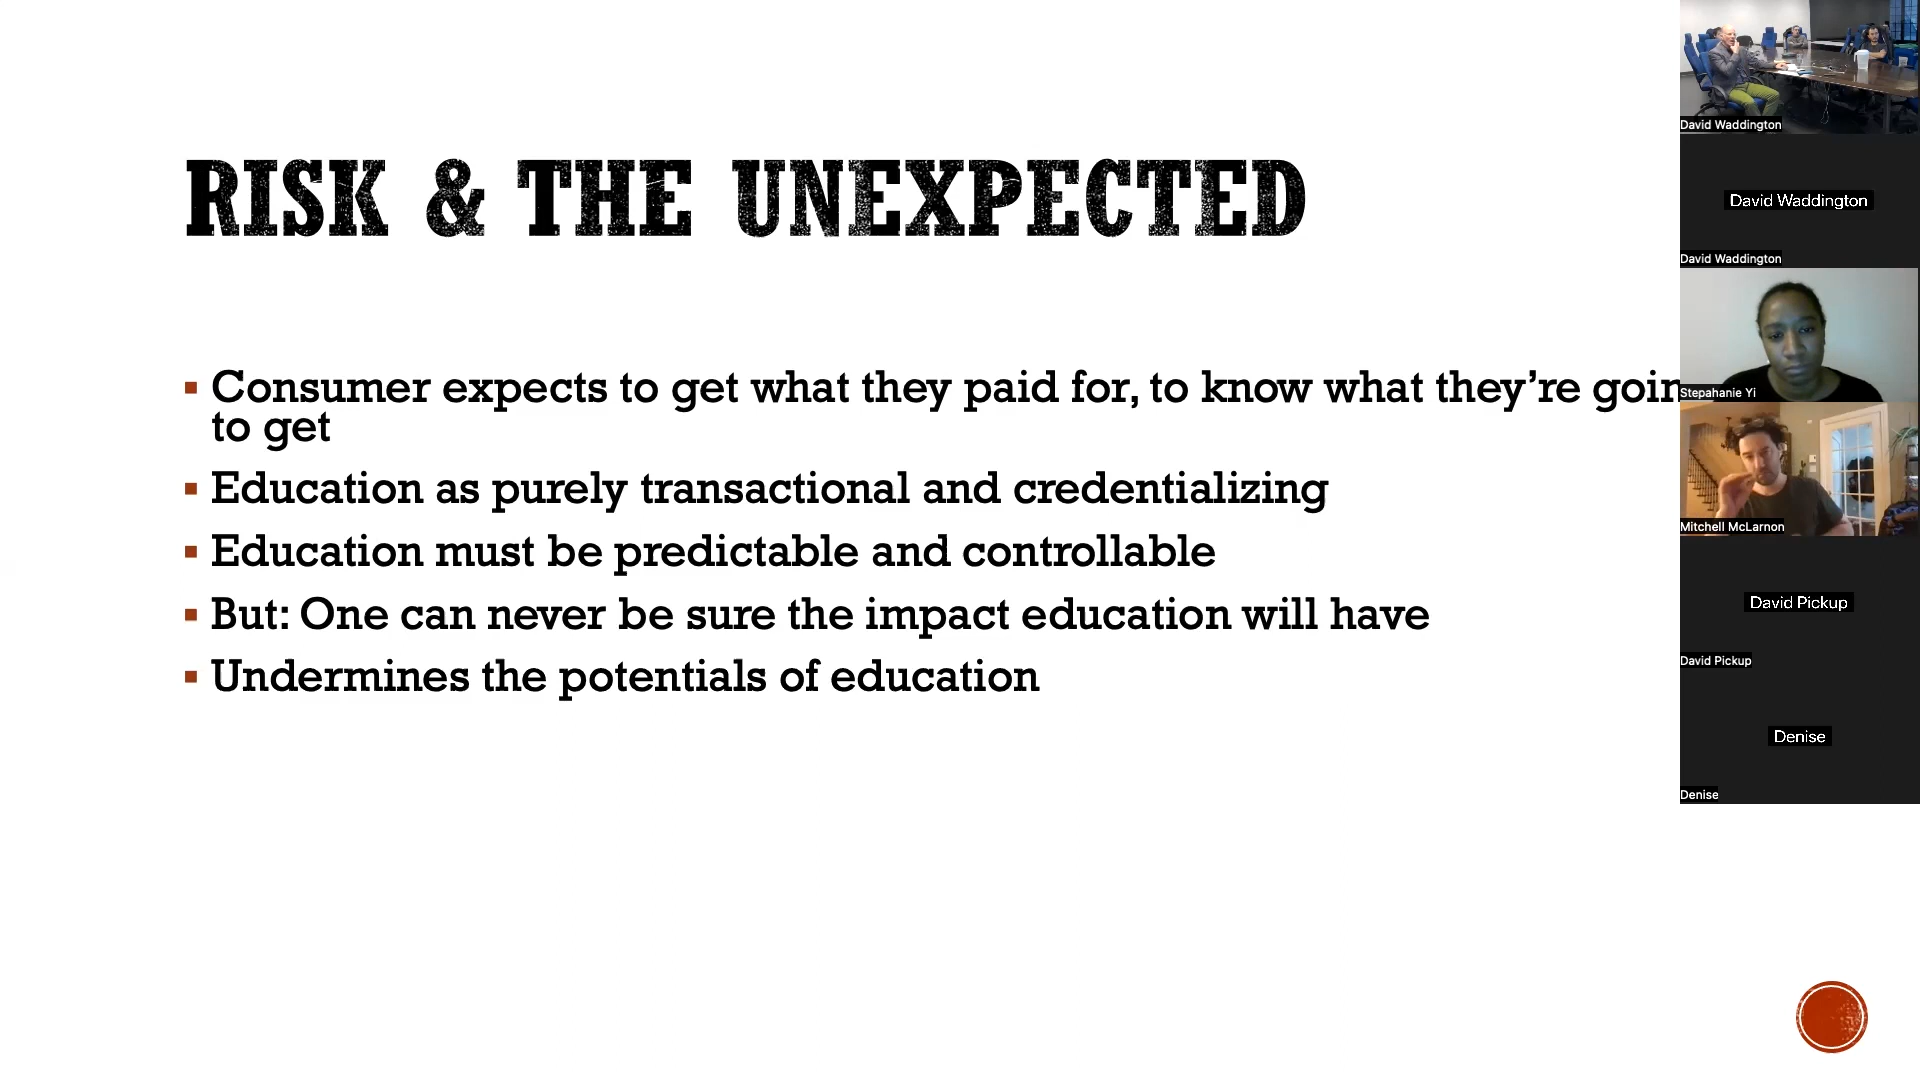 RISK & THE UNEXPECTED
▪ Consumer expects to get what they paid for, to know what they’re goin
to get
▪ Education as purely transactional and credentializing
▪ Education must be predictable and controllable
▪ But: One can never be sure the impact education will have
▪ Undermines the potentials of education
David Waddington
David Waddington
David Waddington
Stepahanie Yi
Mitchell McLarnon
David Pickup
David Pickup
Denise
Denise